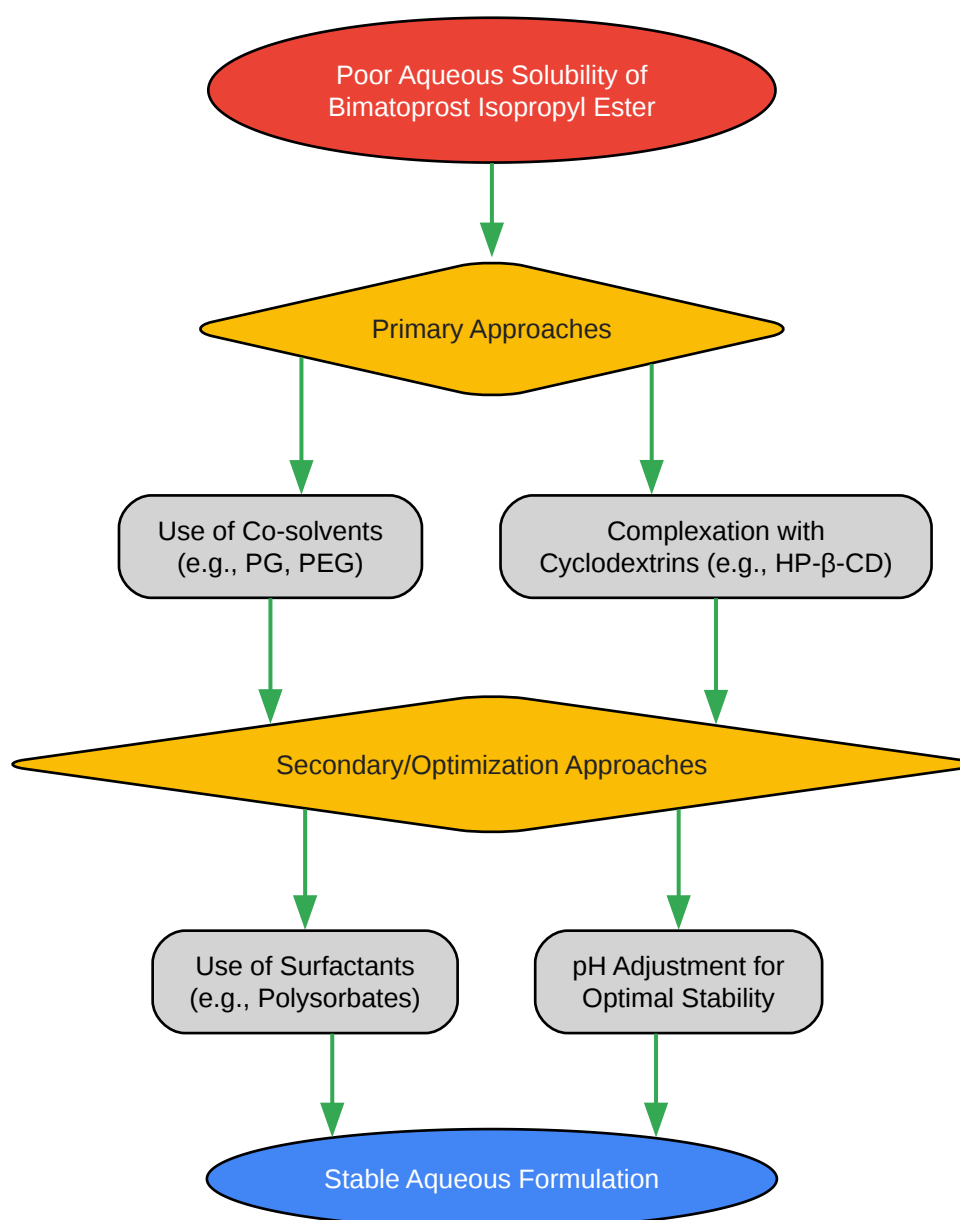 Poor Aqueous Solubility of
Bimatoprost Isopropyl Ester
Primary Approaches
Use of Co-solvents
(e.g., PG, PEG)
Complexation with
Cyclodextrins (e.g., HP-β-CD)
Secondary/Optimization Approaches
Use of Surfactants
(e.g., Polysorbates)
pH Adjustment for
Optimal Stability
Stable Aqueous Formulation